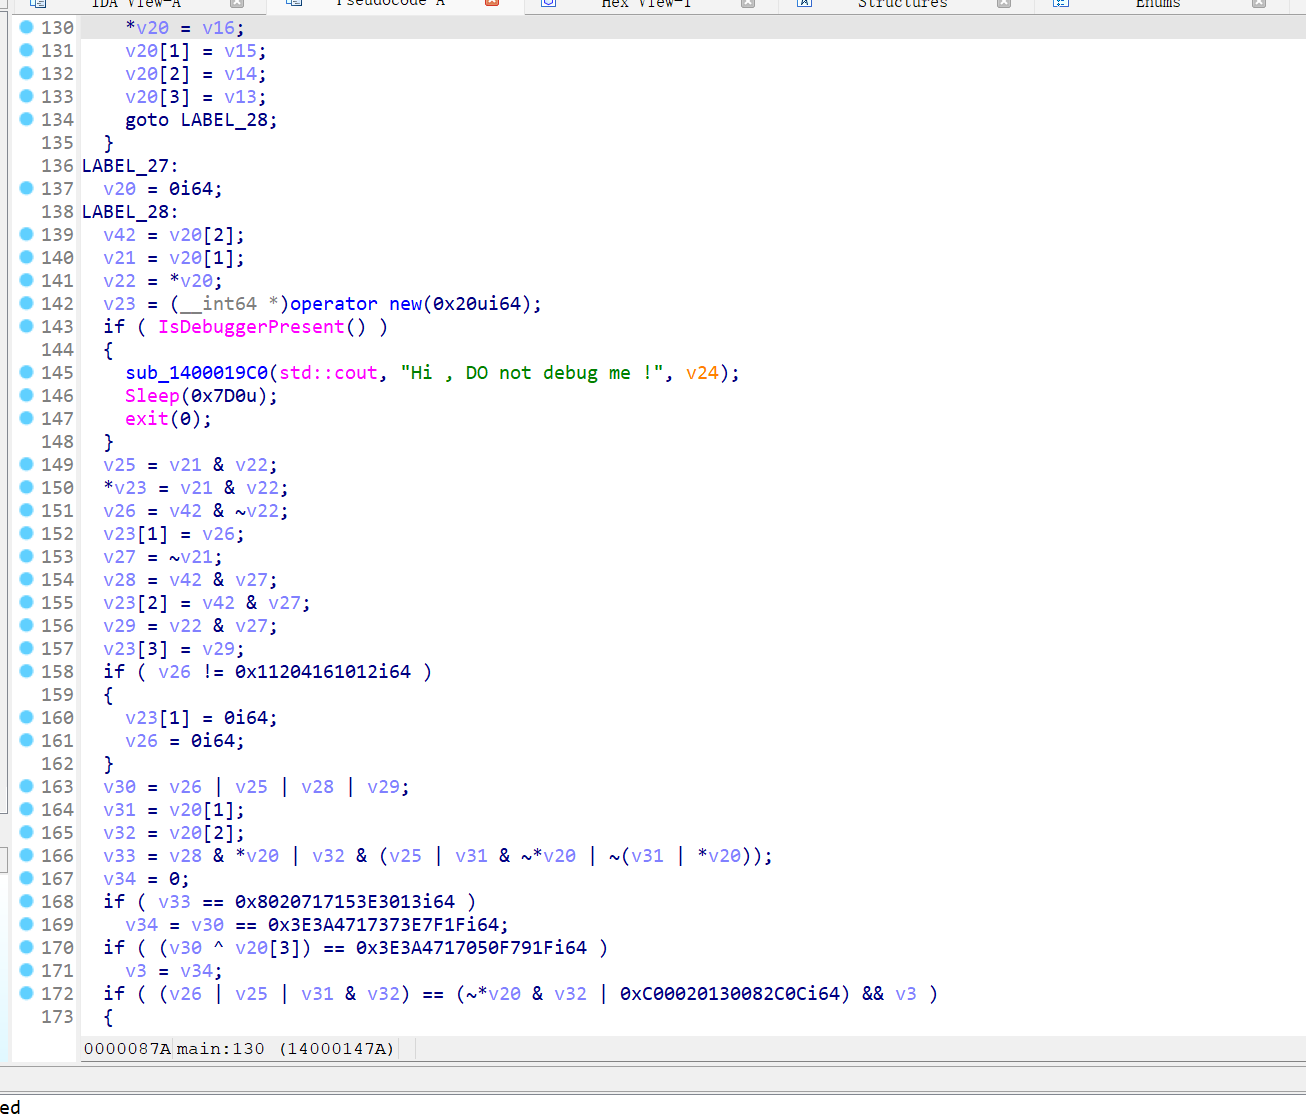 IDA View-A Pseudocode-A Hex View-1 Structures Enums
130     *v20 = v16;
131     v20[1] = v15;
132     v20[2] = v14;
133     v20[3] = v13;
134     goto LABEL_28;
135   }
136 LABEL_27:
137   v20 = 0i64;
138 LABEL_28:
139   v42 = v20[2];
140   v21 = v20[1];
141   v22 = *v20;
142   v23 = (__int64 *)operator new(0x20ui64);
143   if ( IsDebuggerPresent() )
144   {
145     sub_1400019C0(std::cout, "Hi , DO not debug me !", v24);
146     Sleep(0x7D0u);
147     exit(0);
148   }
149   v25 = v21 & v22;
150   *v23 = v21 & v22;
151   v26 = v42 & ~v22;
152   v23[1] = v26;
153   v27 = ~v21;
154   v28 = v42 & v27;
155   v23[2] = v42 & v27;
156   v29 = v22 & v27;
157   v23[3] = v29;
158   if ( v26 != 0x11204161012i64 )
159   {
160     v23[1] = 0i64;
161     v26 = 0i64;
162   }
163   v30 = v26 | v25 | v28 | v29;
164   v31 = v20[1];
165   v32 = v20[2];
166   v33 = v28 & *v20 | v32 & (v25 | v31 & ~*v20 | ~(v31 | *v20));
167   v34 = 0;
168   if ( v33 == 0x8020717153E3013i64 )
169     v34 = v30 == 0x3E3A4717373E7F1Fi64;
170   if ( (v30 ^ v20[3]) == 0x3E3A4717050F791Fi64 )
171     v3 = v34;
172   if ( (v26 | v25 | v31 & v32) == (~*v20 & v32 | 0xC00020130082C0Ci64) && v3 )
173   {
0000087A main:130 (14000147A)
ed